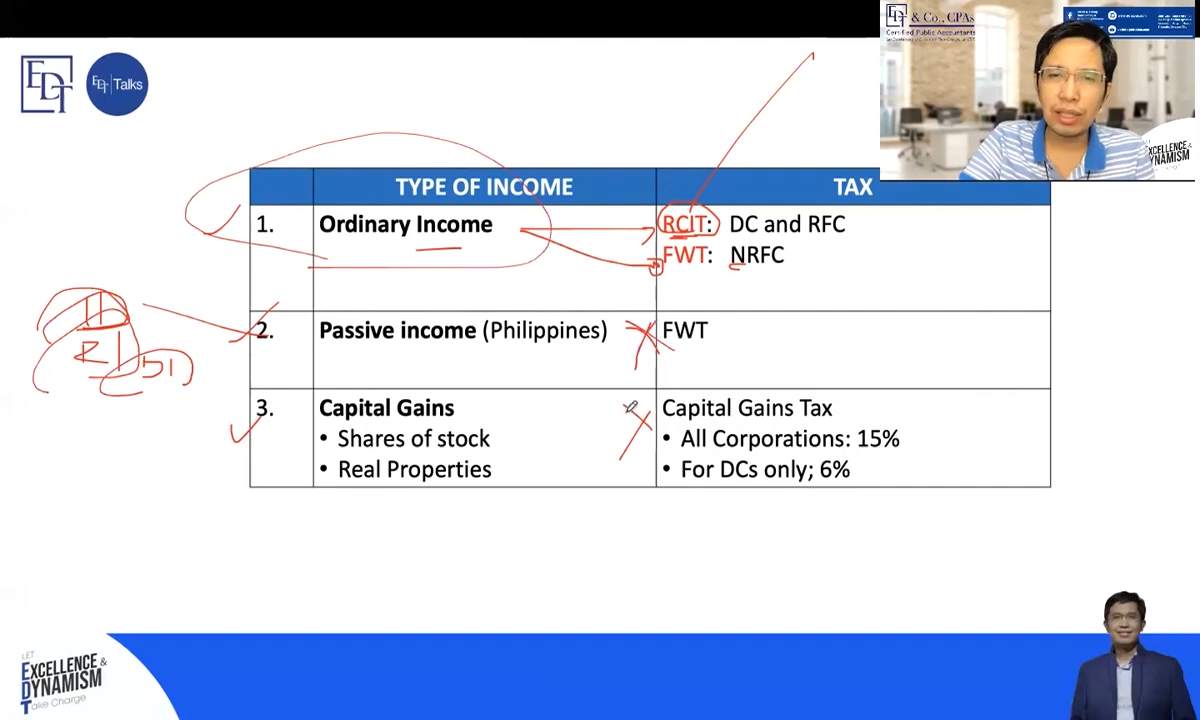 EDT
EDT Talks
EDT & Co., CPAs
Certified Public Accountants
EXCELLENCE &
DYNAMISM
TYPE OF INCOME TAX
1. Ordinary Income RCIT: DC and RFC
FWT: NRFC
2. Passive income (Philippines) FWT
3. Capital Gains Capital Gains Tax
• Shares of stock • All Corporations: 15%
• Real Properties • For DCs only; 6%
LET
EXCELLENCE &
DYNAMISM
Take Charge